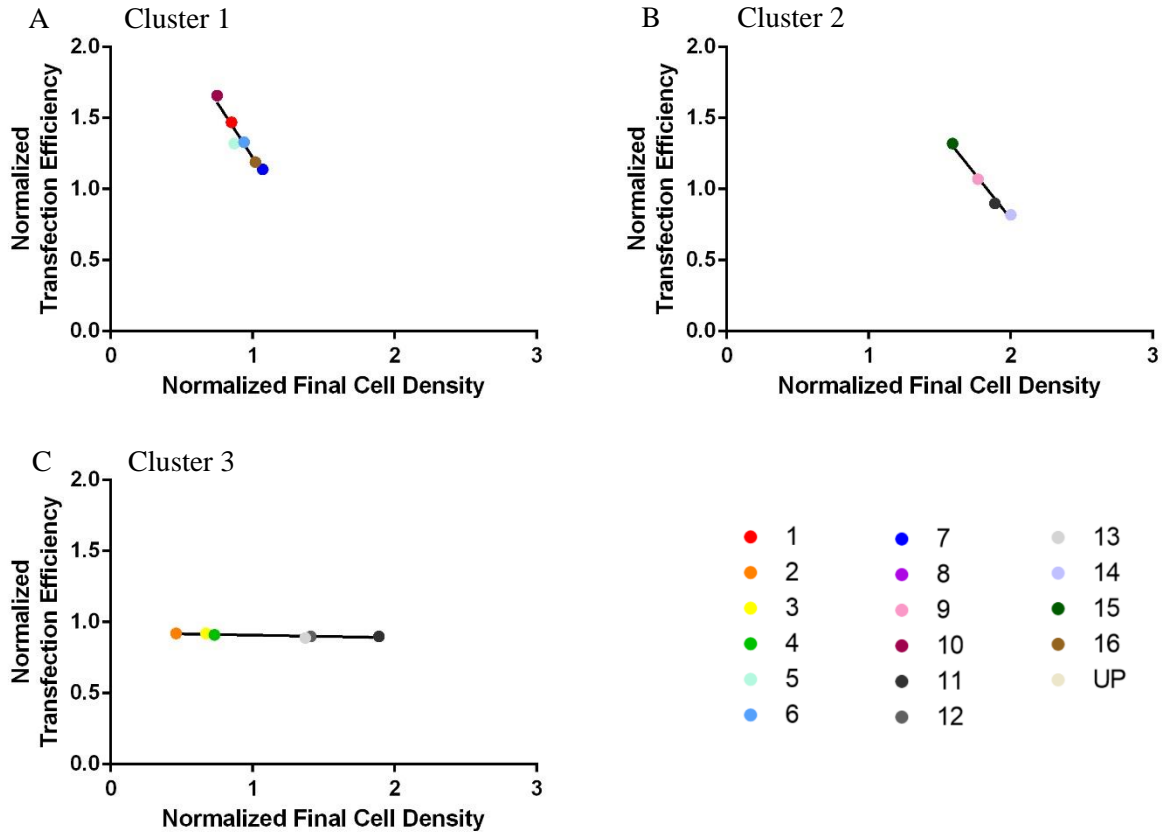 A Cluster 1
2.0
1.5
1.0
0.5
0.0
0 1 2 3
Normalized
Transfection Efficiency
Normalized Final Cell Density
B Cluster 2
2.0
1.5
1.0
0.5
0.0
0 1 2 3
Normalized
Transfection Efficiency
Normalized Final Cell Density
C Cluster 3
2.0
1.5
1.0
0.5
0.0
0 1 2 3
Normalized
Transfection Efficiency
Normalized Final Cell Density
1
2
3
4
5
6
7
8
9
10
11
12
13
14
15
16
UP